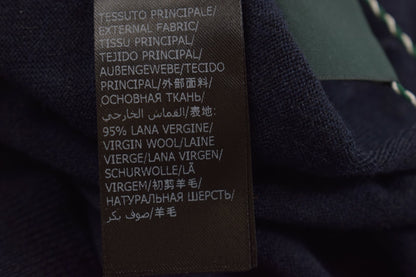 TESSUTO PRINCIPALE/
EXTERNAL FABRIC/
TISSU PRINCIPAL/
TEJIDO PRINCIPAL/
AUßENGEWEBE/TECIDO
PRINCIPAL/外部面料/
ОСНОВНАЯ ТКАНЬ/
القماش الخارجي/表地:
95% LANA VERGINE/
VIRGIN WOOL/LAINE
VIERGE/LANA VIRGEN/
SCHURWOLLE/LÃ
VIRGEM/初剪羊毛/
НАТУРАЛЬНАЯ ШЕРСТЬ/
صوف بكر/羊毛